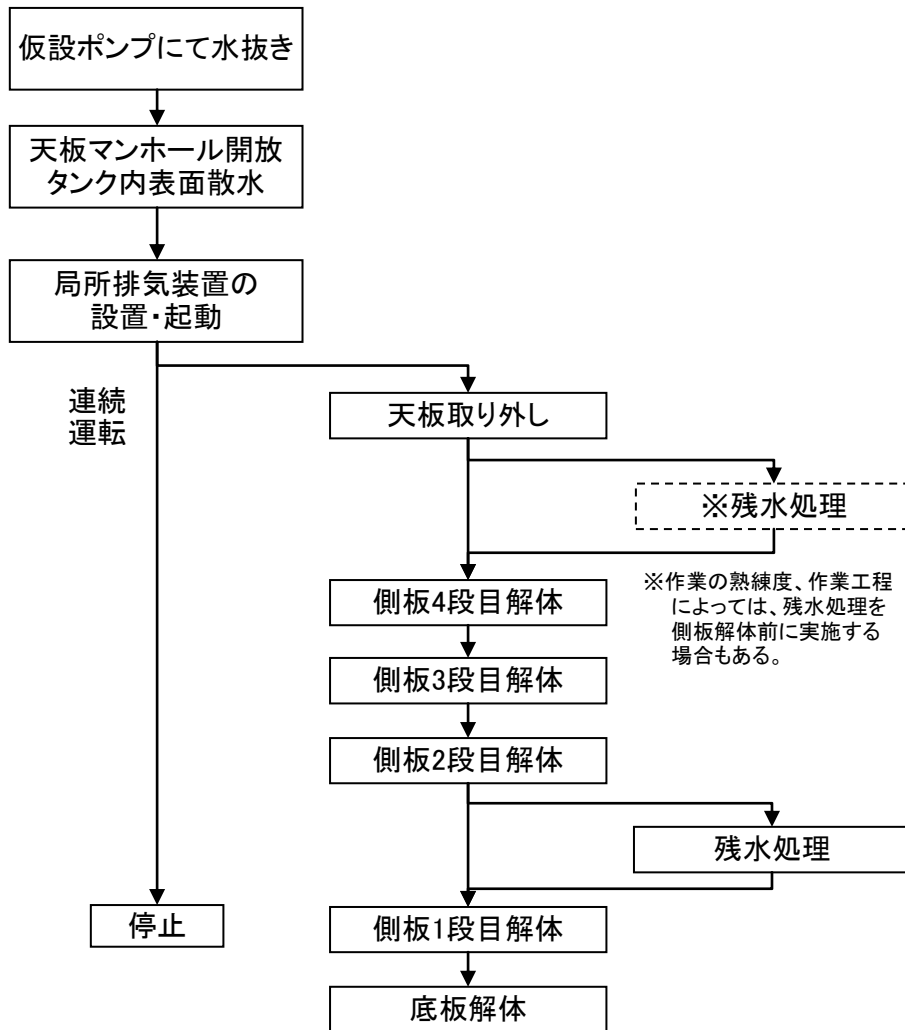 仮設ポンプにて水抜き
天板マンホール開放
タンク内表面散水
局所排気装置の
設置・起動
連続
運転
天板取り外し
※残水処理
※作業の熟練度、作業工程
によっては、残水処理を
側板解体前に実施する
場合もある。
側板4段目解体
側板3段目解体
側板2段目解体
残水処理
停止
側板1段目解体
底板解体